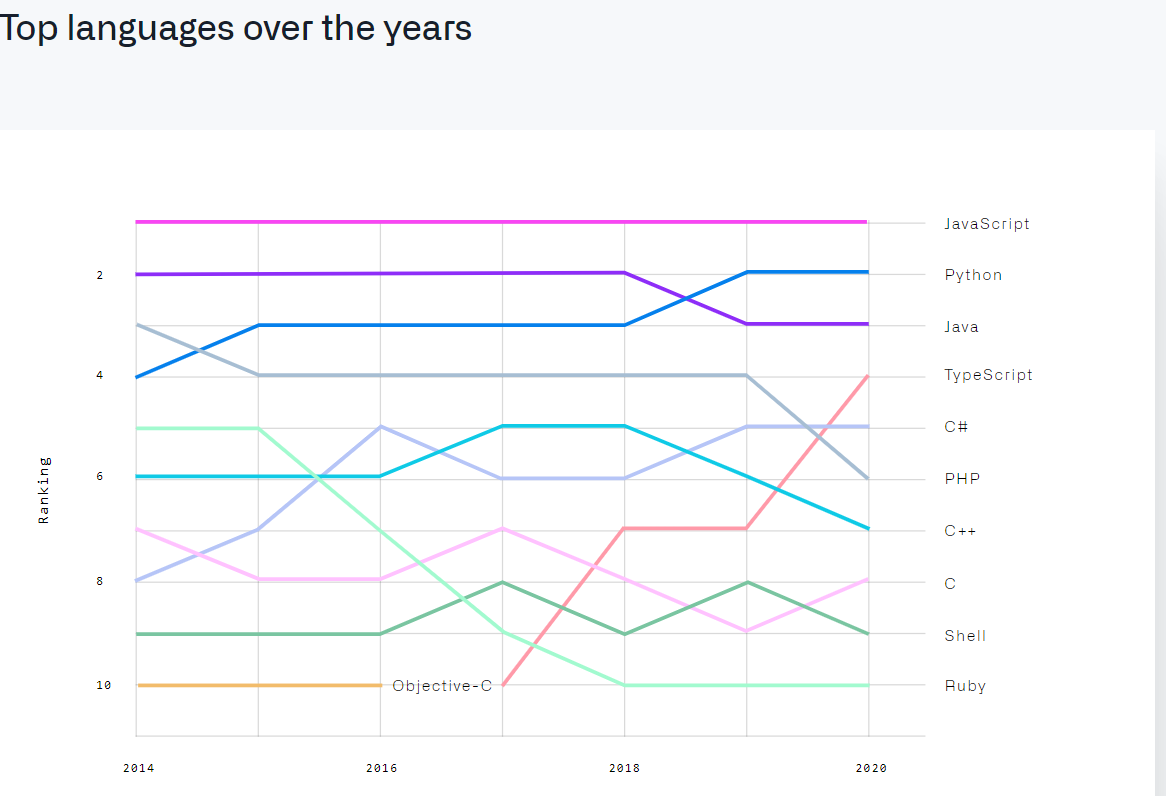 Top languages over the years
JavaScript
2
Python
Java
4
TypeScript
C#
6
PHP
Ranking
C++
8
C
Shell
10
Objective-C
Ruby
2014
2016
2018
2020